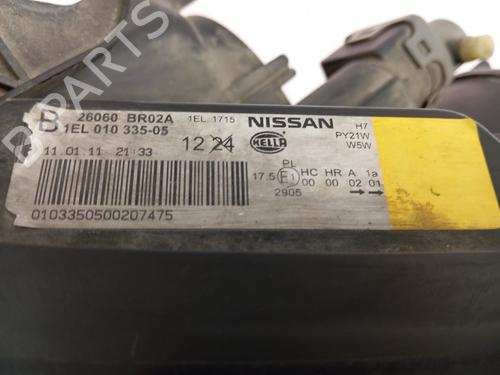 B 26060 BR02A 1EL. 1715 NISSAN H7
1EL 010 335-05 PY21W
W5W
11.01.11 21:33 12 24 HELLA
PL
17.5 E1 HC HR A 1a
00 00 02 01
2905
0103350500207475
B-PARTS